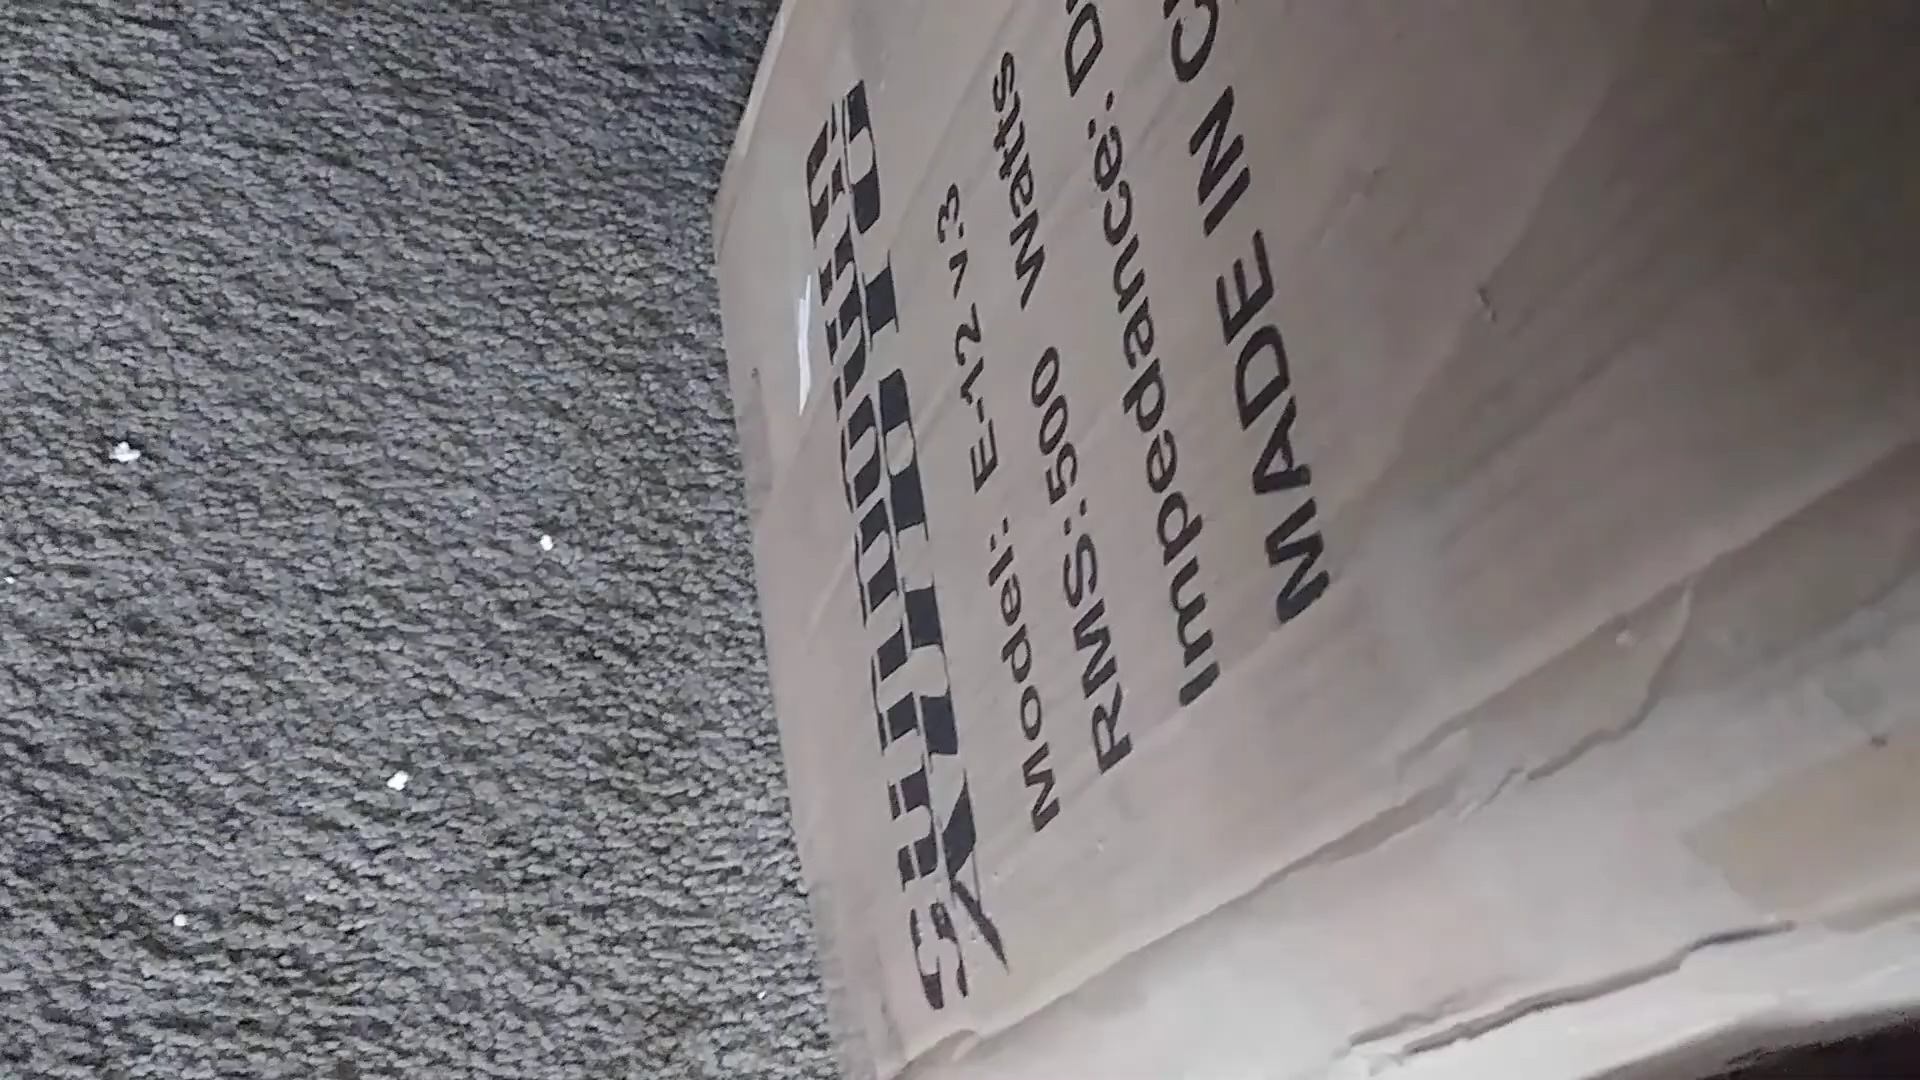 SUNDOWN AUDIO
Model: E-12 v.3
RMS:500 Watts
Impedance: D
MADE IN C